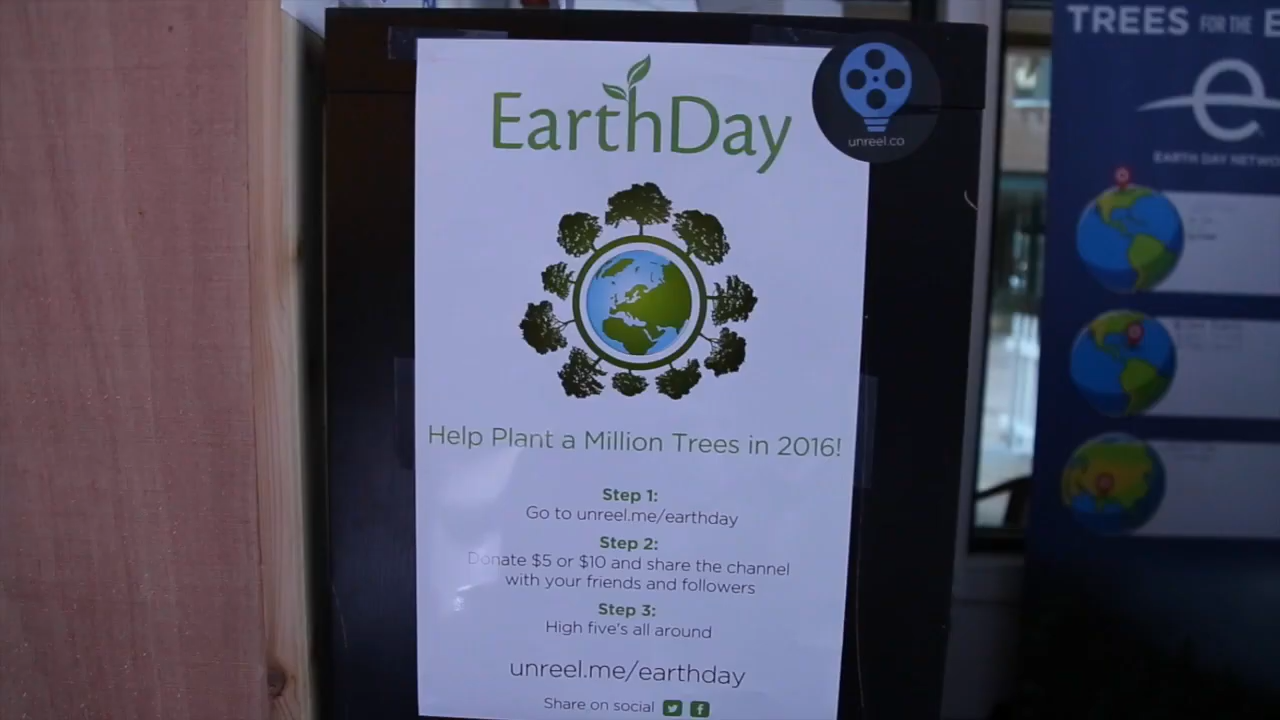 EarthDay
unreel.co
Help Plant a Million Trees in 2016!
Step 1:
Go to unreel.me/earthday
Step 2:
Donate $5 or $10 and share the channel
with your friends and followers
Step 3:
High five's all around
unreel.me/earthday
Share on social
TREES FOR THE E
e
EARTH DAY NETWO